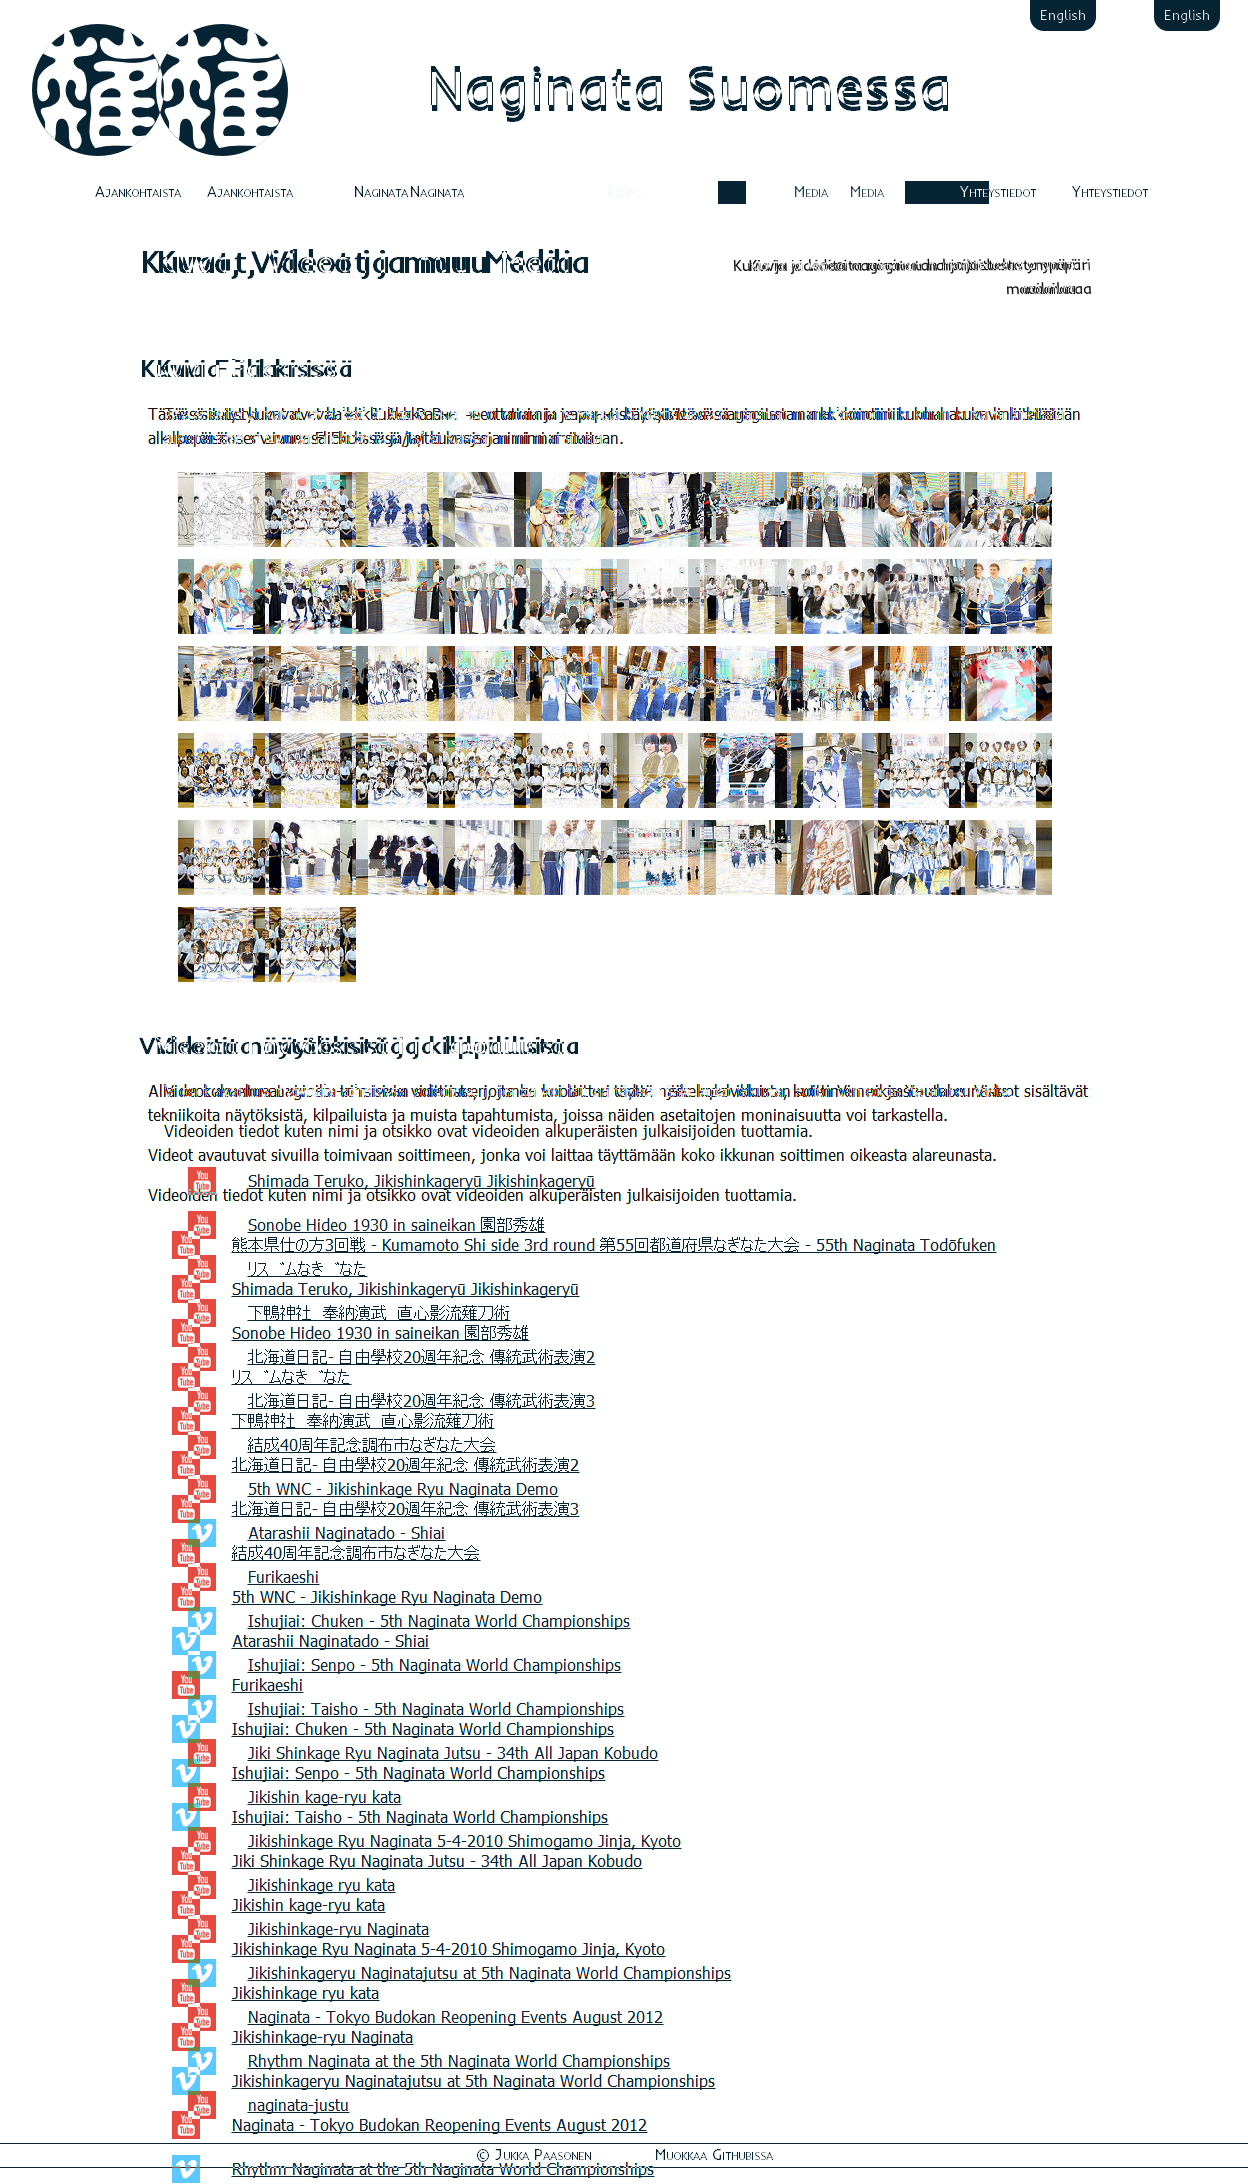 English English
Naginata Suomessa
Ajankohtaista Ajankohtaista Naginata Naginata Media Media Yhteystiedot Yhteystiedot
Kuvat, Videot ja muu Media
maailmaa
Kuvia Flickrissä
alkuperäisessä
Videoita näytöksistä ja kilpailuista
sisältävät
tekniikoita näytöksistä, kilpailuista ja muista tapahtumista, joissa näiden asetaitojen moninaisuutta voi tarkastella.
Videoiden tiedot kuten nimi ja otsikko ovat videoiden alkuperäisten julkaisijoiden tuottamia.
Videot avautuvat sivuilla toimivaan soittimeen, jonka voi laittaa täyttämään koko ikkunan soittimen oikeasta alareunasta.
Shimada Teruko, Jikishinkageryū Jikishinkageryū
Videoiden tiedot kuten nimi ja otsikko ovat videoiden alkuperäisten julkaisijoiden tuottamia.
Sonobe Hideo 1930 in saineikan 園部秀雄
熊本県仕の方3回戦 - Kumamoto Shi side 3rd round 第55回都道府県なぎなた大会 - 55th Naginata Todōfuken
リズムなぎなた
Shimada Teruko, Jikishinkageryū Jikishinkageryū
下鴨神社　奉納演武　直心影流薙刀術
Sonobe Hideo 1930 in saineikan 園部秀雄
北海道日記- 自由學校20週年紀念 傳統武術表演2
リズムなぎなた
北海道日記- 自由學校20週年紀念 傳統武術表演3
下鴨神社　奉納演武　直心影流薙刀術
結成40周年記念調布市なぎなた大会
北海道日記- 自由學校20週年紀念 傳統武術表演2
5th WNC - Jikishinkage Ryu Naginata Demo
北海道日記- 自由學校20週年紀念 傳統武術表演3
Atarashii Naginatado - Shiai
結成40周年記念調布市なぎなた大会
Furikaeshi
5th WNC - Jikishinkage Ryu Naginata Demo
Ishujiai: Chuken - 5th Naginata World Championships
Atarashii Naginatado - Shiai
Ishujiai: Senpo - 5th Naginata World Championships
Furikaeshi
Ishujiai: Taisho - 5th Naginata World Championships
Ishujiai: Chuken - 5th Naginata World Championships
Jiki Shinkage Ryu Naginata Jutsu - 34th All Japan Kobudo
Ishujiai: Senpo - 5th Naginata World Championships
Jikishin kage-ryu kata
Ishujiai: Taisho - 5th Naginata World Championships
Jikishinkage Ryu Naginata 5-4-2010 Shimogamo Jinja, Kyoto
Jiki Shinkage Ryu Naginata Jutsu - 34th All Japan Kobudo
Jikishinkage ryu kata
Jikishin kage-ryu kata
Jikishinkage-ryu Naginata
Jikishinkage Ryu Naginata 5-4-2010 Shimogamo Jinja, Kyoto
Jikishinkageryu Naginatajutsu at 5th Naginata World Championships
Jikishinkage ryu kata
Naginata - Tokyo Budokan Reopening Events August 2012
Jikishinkage-ryu Naginata
Rhythm Naginata at the 5th Naginata World Championships
Jikishinkageryu Naginatajutsu at 5th Naginata World Championships
naginata-justu
Naginata - Tokyo Budokan Reopening Events August 2012
© Jukka Paasonen Muokkaa Githubissa
Rhythm Naginata at the 5th Naginata World Championships